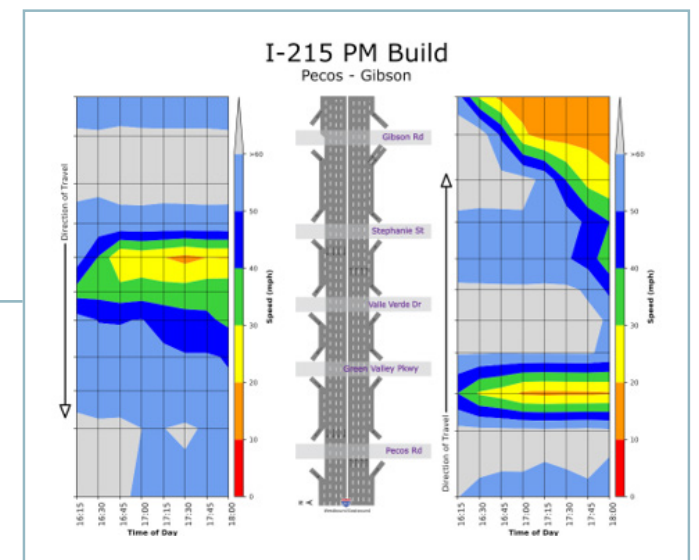 I-215 PM Build
Pecos - Gibson
Direction of Travel
>60
50
40
30
20
10
0
Speed (mph)
16:15
16:30
16:45
17:00
17:15
17:30
17:45
18:00
Time of Day
Gibson Rd
Stephanie St
Valle Verde Dr
Green Valley Pkwy
Pecos Rd
Direction of Travel
>60
50
40
30
20
10
0
Speed (mph)
16:15
16:30
16:45
17:00
17:15
17:30
17:45
18:00
Time of Day